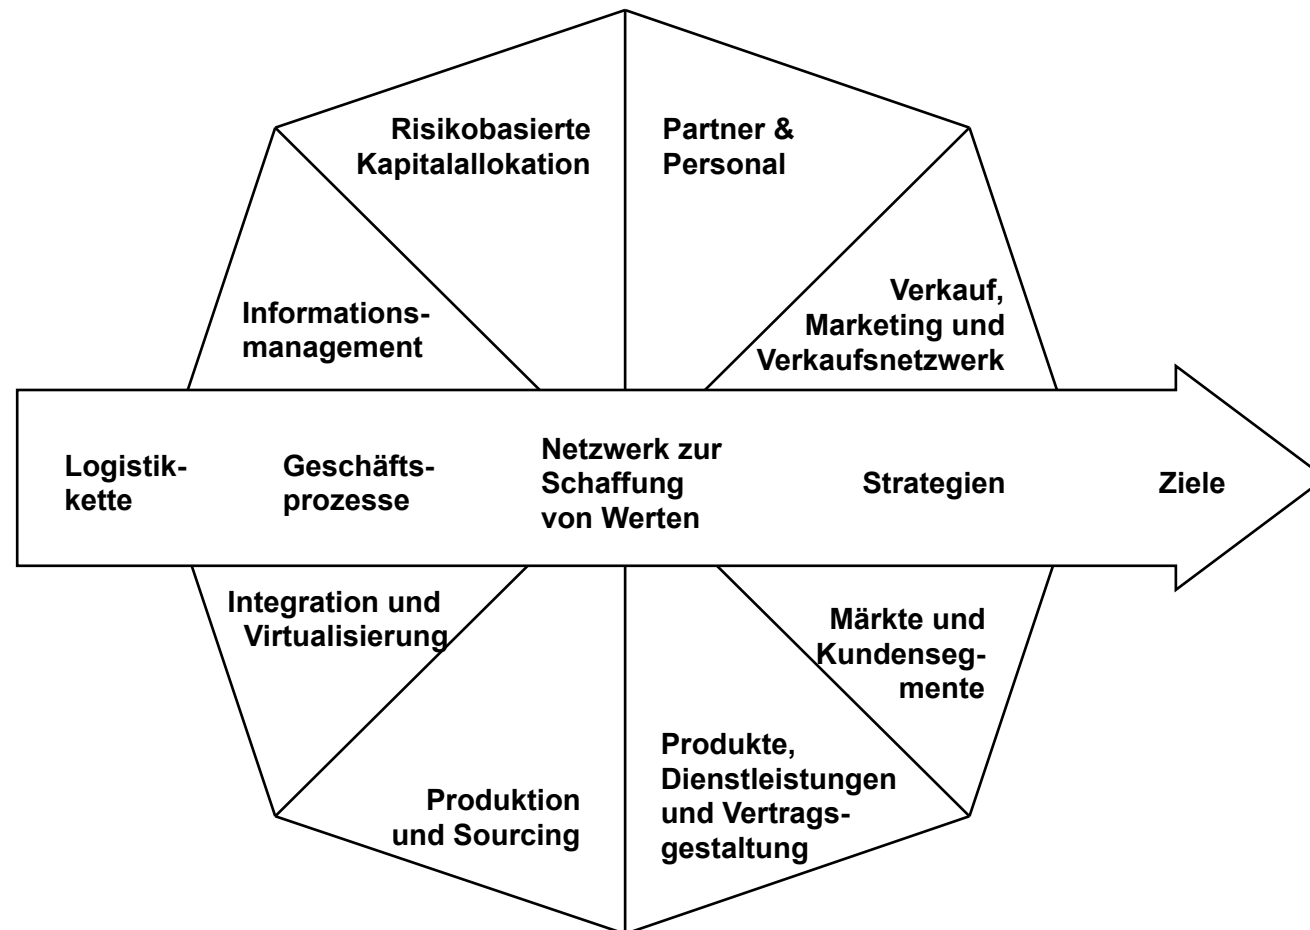 Risikobasierte
Kapitalallokation
Partner &
Personal
Informations-
management
Verkauf,
Marketing und
Verkaufsnetzwerk
Logistik-
kette
Geschäfts-
prozesse
Netzwerk zur
Schaffung
von Werten
Strategien
Ziele
Integration und
Virtualisierung
Märkte und
Kundenseg-
mente
Produktion
und Sourcing
Produkte,
Dienstleistungen
und Vertrags-
gestaltung